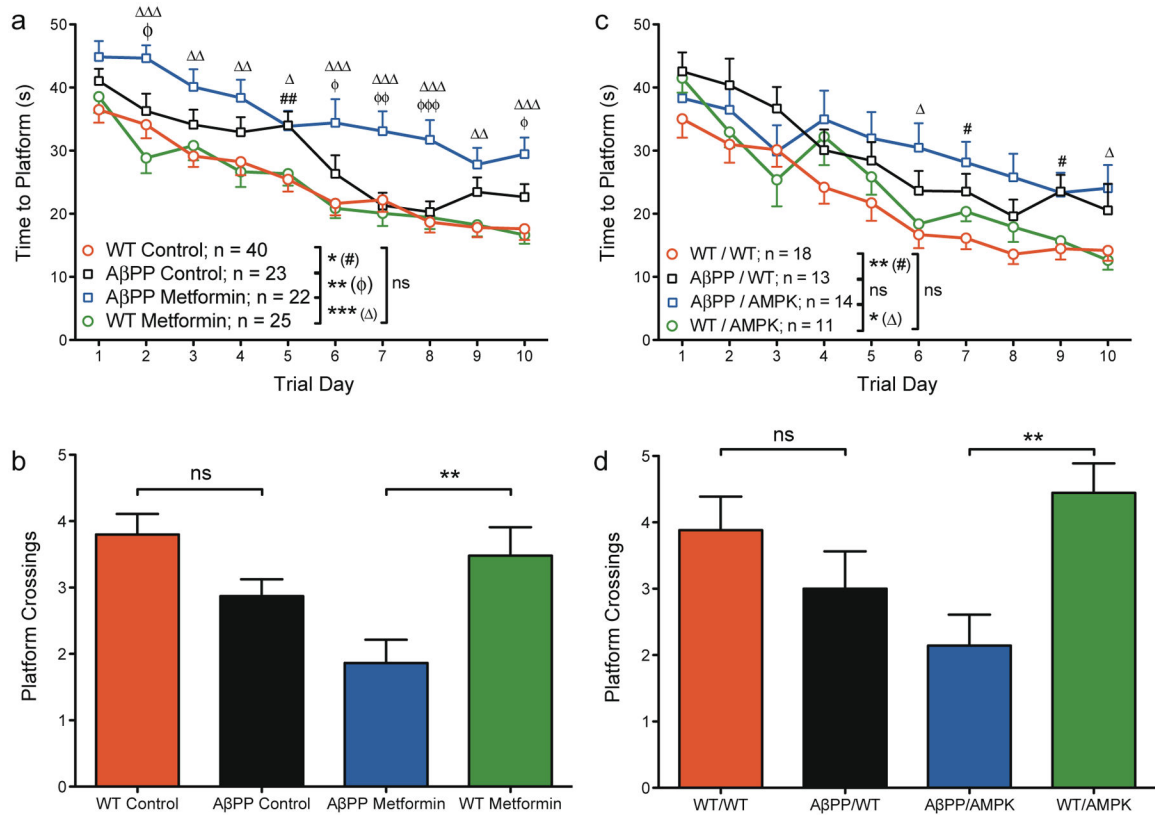 a
Time to Platform (s)
50
40
30
20
10
0
ΔΔΔ
ϕ
ΔΔ
ΔΔ
Δ
##
ΔΔΔ
ϕ
ΔΔΔ
ϕϕ
ΔΔΔ
ϕϕϕ
ΔΔ
ΔΔΔ
ϕ
WT Control; n = 40
AβPP Control; n = 23
AβPP Metformin; n = 22
WT Metformin; n = 25
* (#)
** (ϕ)
*** (Δ)
ns
1 2 3 4 5 6 7 8 9 10
Trial Day
c
Time to Platform (s)
50
40
30
20
10
0
Δ
#
#
Δ
WT / WT; n = 18
AβPP / WT; n = 13
AβPP / AMPK; n = 14
WT / AMPK; n = 11
** (#)
ns
* (Δ)
ns
1 2 3 4 5 6 7 8 9 10
Trial Day
b
Platform Crossings
5
4
3
2
1
0
ns
**
WT Control AβPP Control AβPP Metformin WT Metformin
d
Platform Crossings
5
4
3
2
1
0
ns
**
WT/WT AβPP/WT AβPP/AMPK WT/AMPK